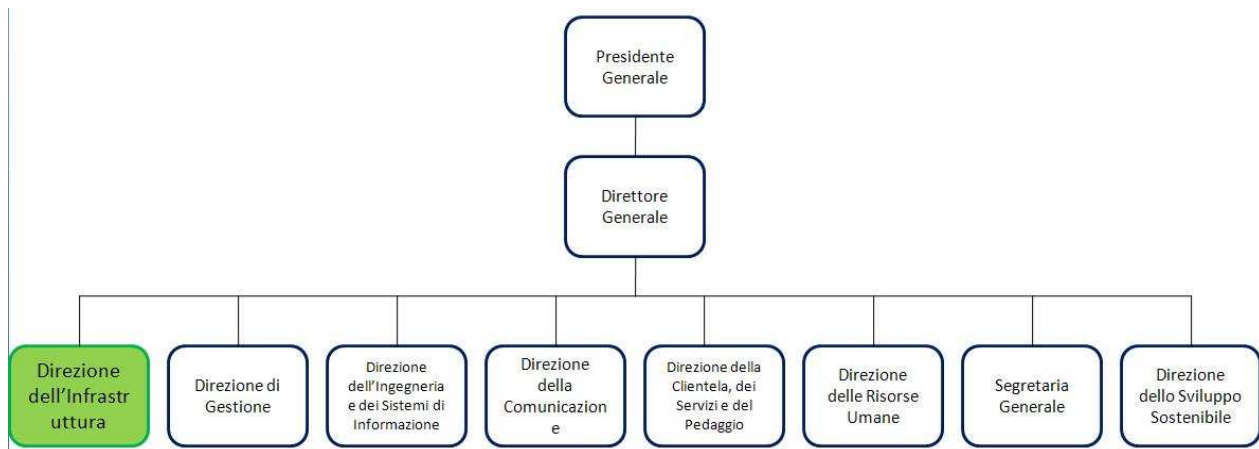 Presidente
Generale
Direttore
Generale
Direzione
dell’Infrastr
uttura
Direzione di
Gestione
Direzione
dell’Ingegneria
e dei Sistemi di
Informazione
Direzione
della
Comunicazion
e
Direzione della
Clientela, dei
Servizi e del
Pedaggio
Direzione
delle Risorse
Umane
Segretaria
Generale
Direzione
dello Sviluppo
Sostenibile